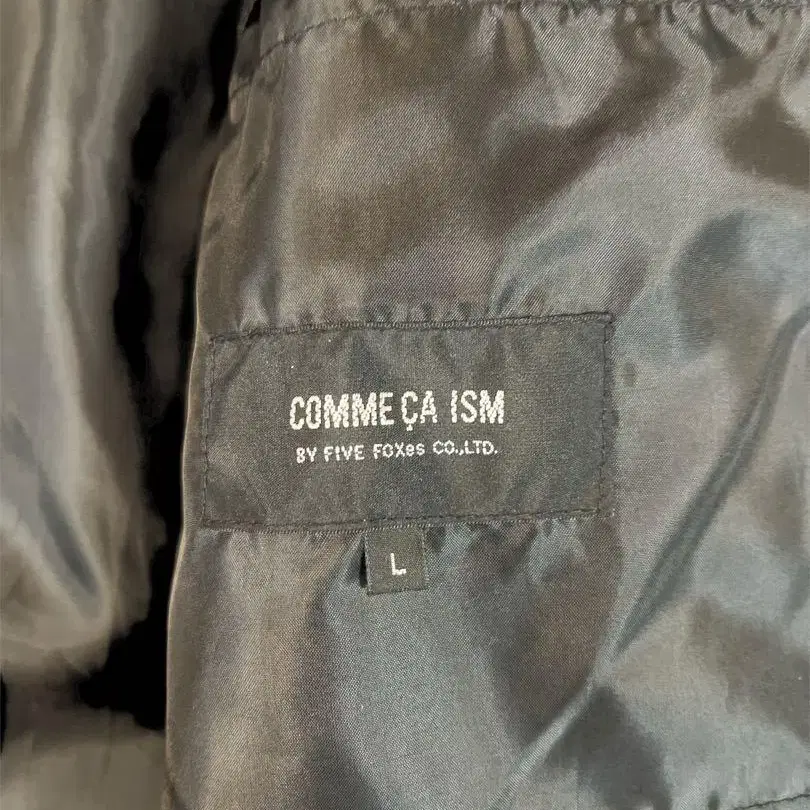 COMME ÇA ISM
BY FIVE FOXes CO.,LTD.
L